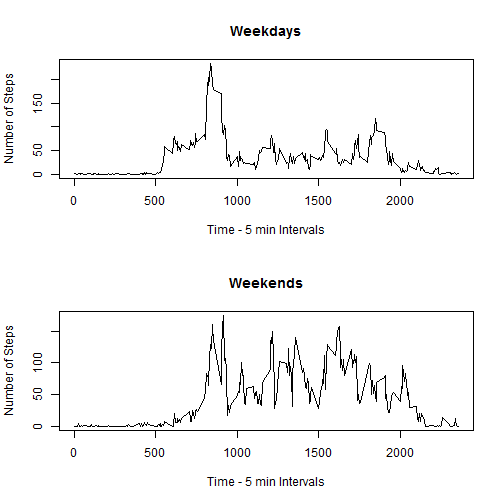 Weekdays
Number of Steps
150
50
0
0 500 1000 1500 2000
Time - 5 min Intervals
Weekends
Number of Steps
100
50
0
0 500 1000 1500 2000
Time - 5 min Intervals